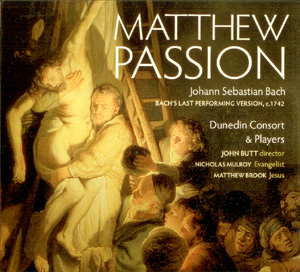 MATTHEW
PASSION
Johann Sebastian Bach
BACH'S LAST PERFORMING VERSION, c.1742
Dunedin Consort
& Players
JOHN BUTT director
NICHOLAS MULROY Evangelist
MATTHEW BROOK Jesus